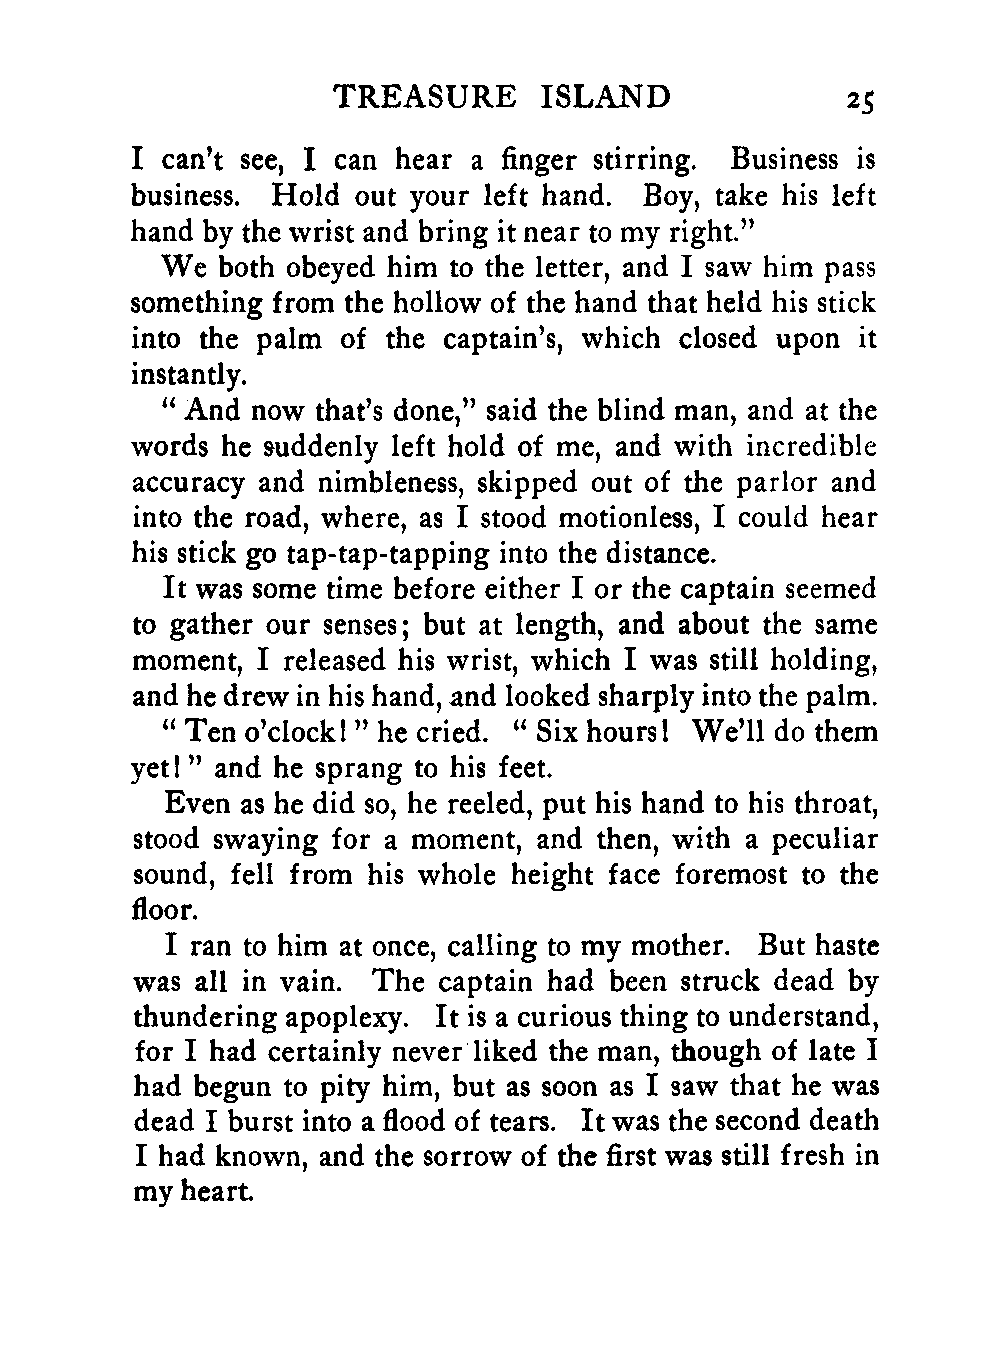 TREASURE ISLAND 25
I can't see, I can hear a finger stirring. Business is
business. Hold out your left hand. Boy, take his left
hand by the wrist and bring it near to my right."
We both obeyed him to the letter, and I saw him pass
something from the hollow of the hand that held his stick
into the palm of the captain's, which closed upon it
instantly.
" And now that's done," said the blind man, and at the
words he suddenly left hold of me, and with incredible
accuracy and nimbleness, skipped out of the parlor and
into the road, where, as I stood motionless, I could hear
his stick go tap-tap-tapping into the distance.
It was some time before either I or the captain seemed
to gather our senses; but at length, and about the same
moment, I released his wrist, which I was still holding,
and he drew in his hand, and looked sharply into the palm.
" Ten o'clock! " he cried. " Six hours! We'll do them
yet! " and he sprang to his feet.
Even as he did so, he reeled, put his hand to his throat,
stood swaying for a moment, and then, with a peculiar
sound, fell from his whole height face foremost to the
floor.
I ran to him at once, calling to my mother. But haste
was all in vain. The captain had been struck dead by
thundering apoplexy. It is a curious thing to understand,
for I had certainly never liked the man, though of late I
had begun to pity him, but as soon as I saw that he was
dead I burst into a flood of tears. It was the second death
I had known, and the sorrow of the first was still fresh in
my heart.